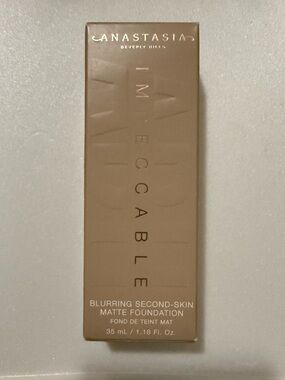 ANASTASIA
BEVERLY HILLS
IMPECCABLE
BLURRING SECOND-SKIN
MATTE FOUNDATION
FOND DE TEINT MAT
35 mL / 1.18 Fl. Oz.